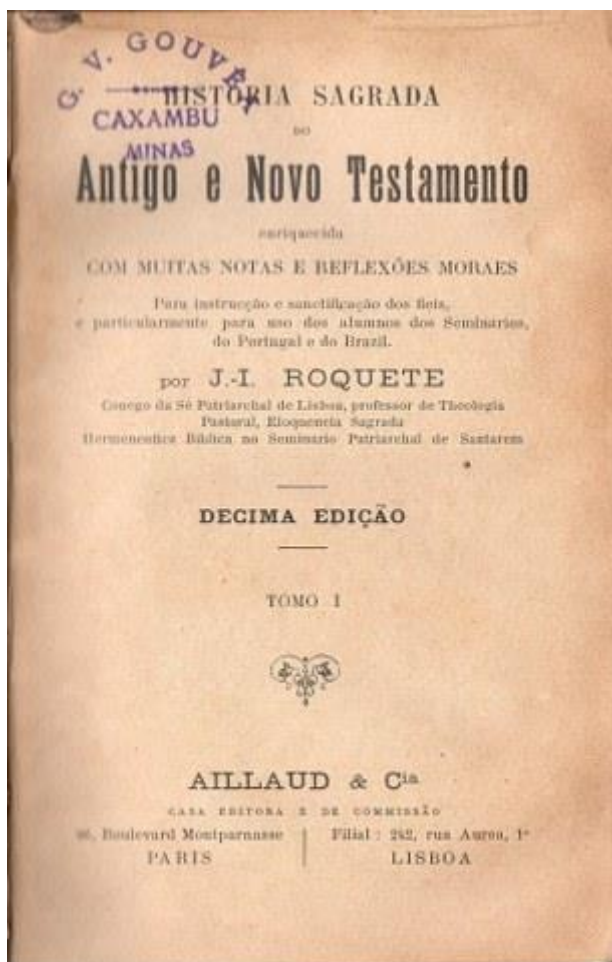 G. V. GOUVÊA
CAXAMBU
MINAS
HISTORIA SAGRADA
DO
Antigo e Novo Testamento
enriquecida
COM MUITAS NOTAS E REFLEXÕES MORAES
Para instrucção e sanctificação dos fieis,
e particularmente para uso dos alumnos dos Seminarios,
do Portugal e do Brazil.
por J.-I. ROQUETE
Conego da Sé Patriarchal de Lisboa, professor de Theologia
Pastoral, Eloquencia Sagrada
Hermeneutica Biblica no Seminario Patriarchal de Santarem
DECIMA EDIÇÃO
TOMO I
AILLAUD & Cia
CASA EDITORA E DE COMMISSÃO
96, Boulevard Montparnasse
PARIS
Filial : 242, rua Aurea, 1º
LISBOA